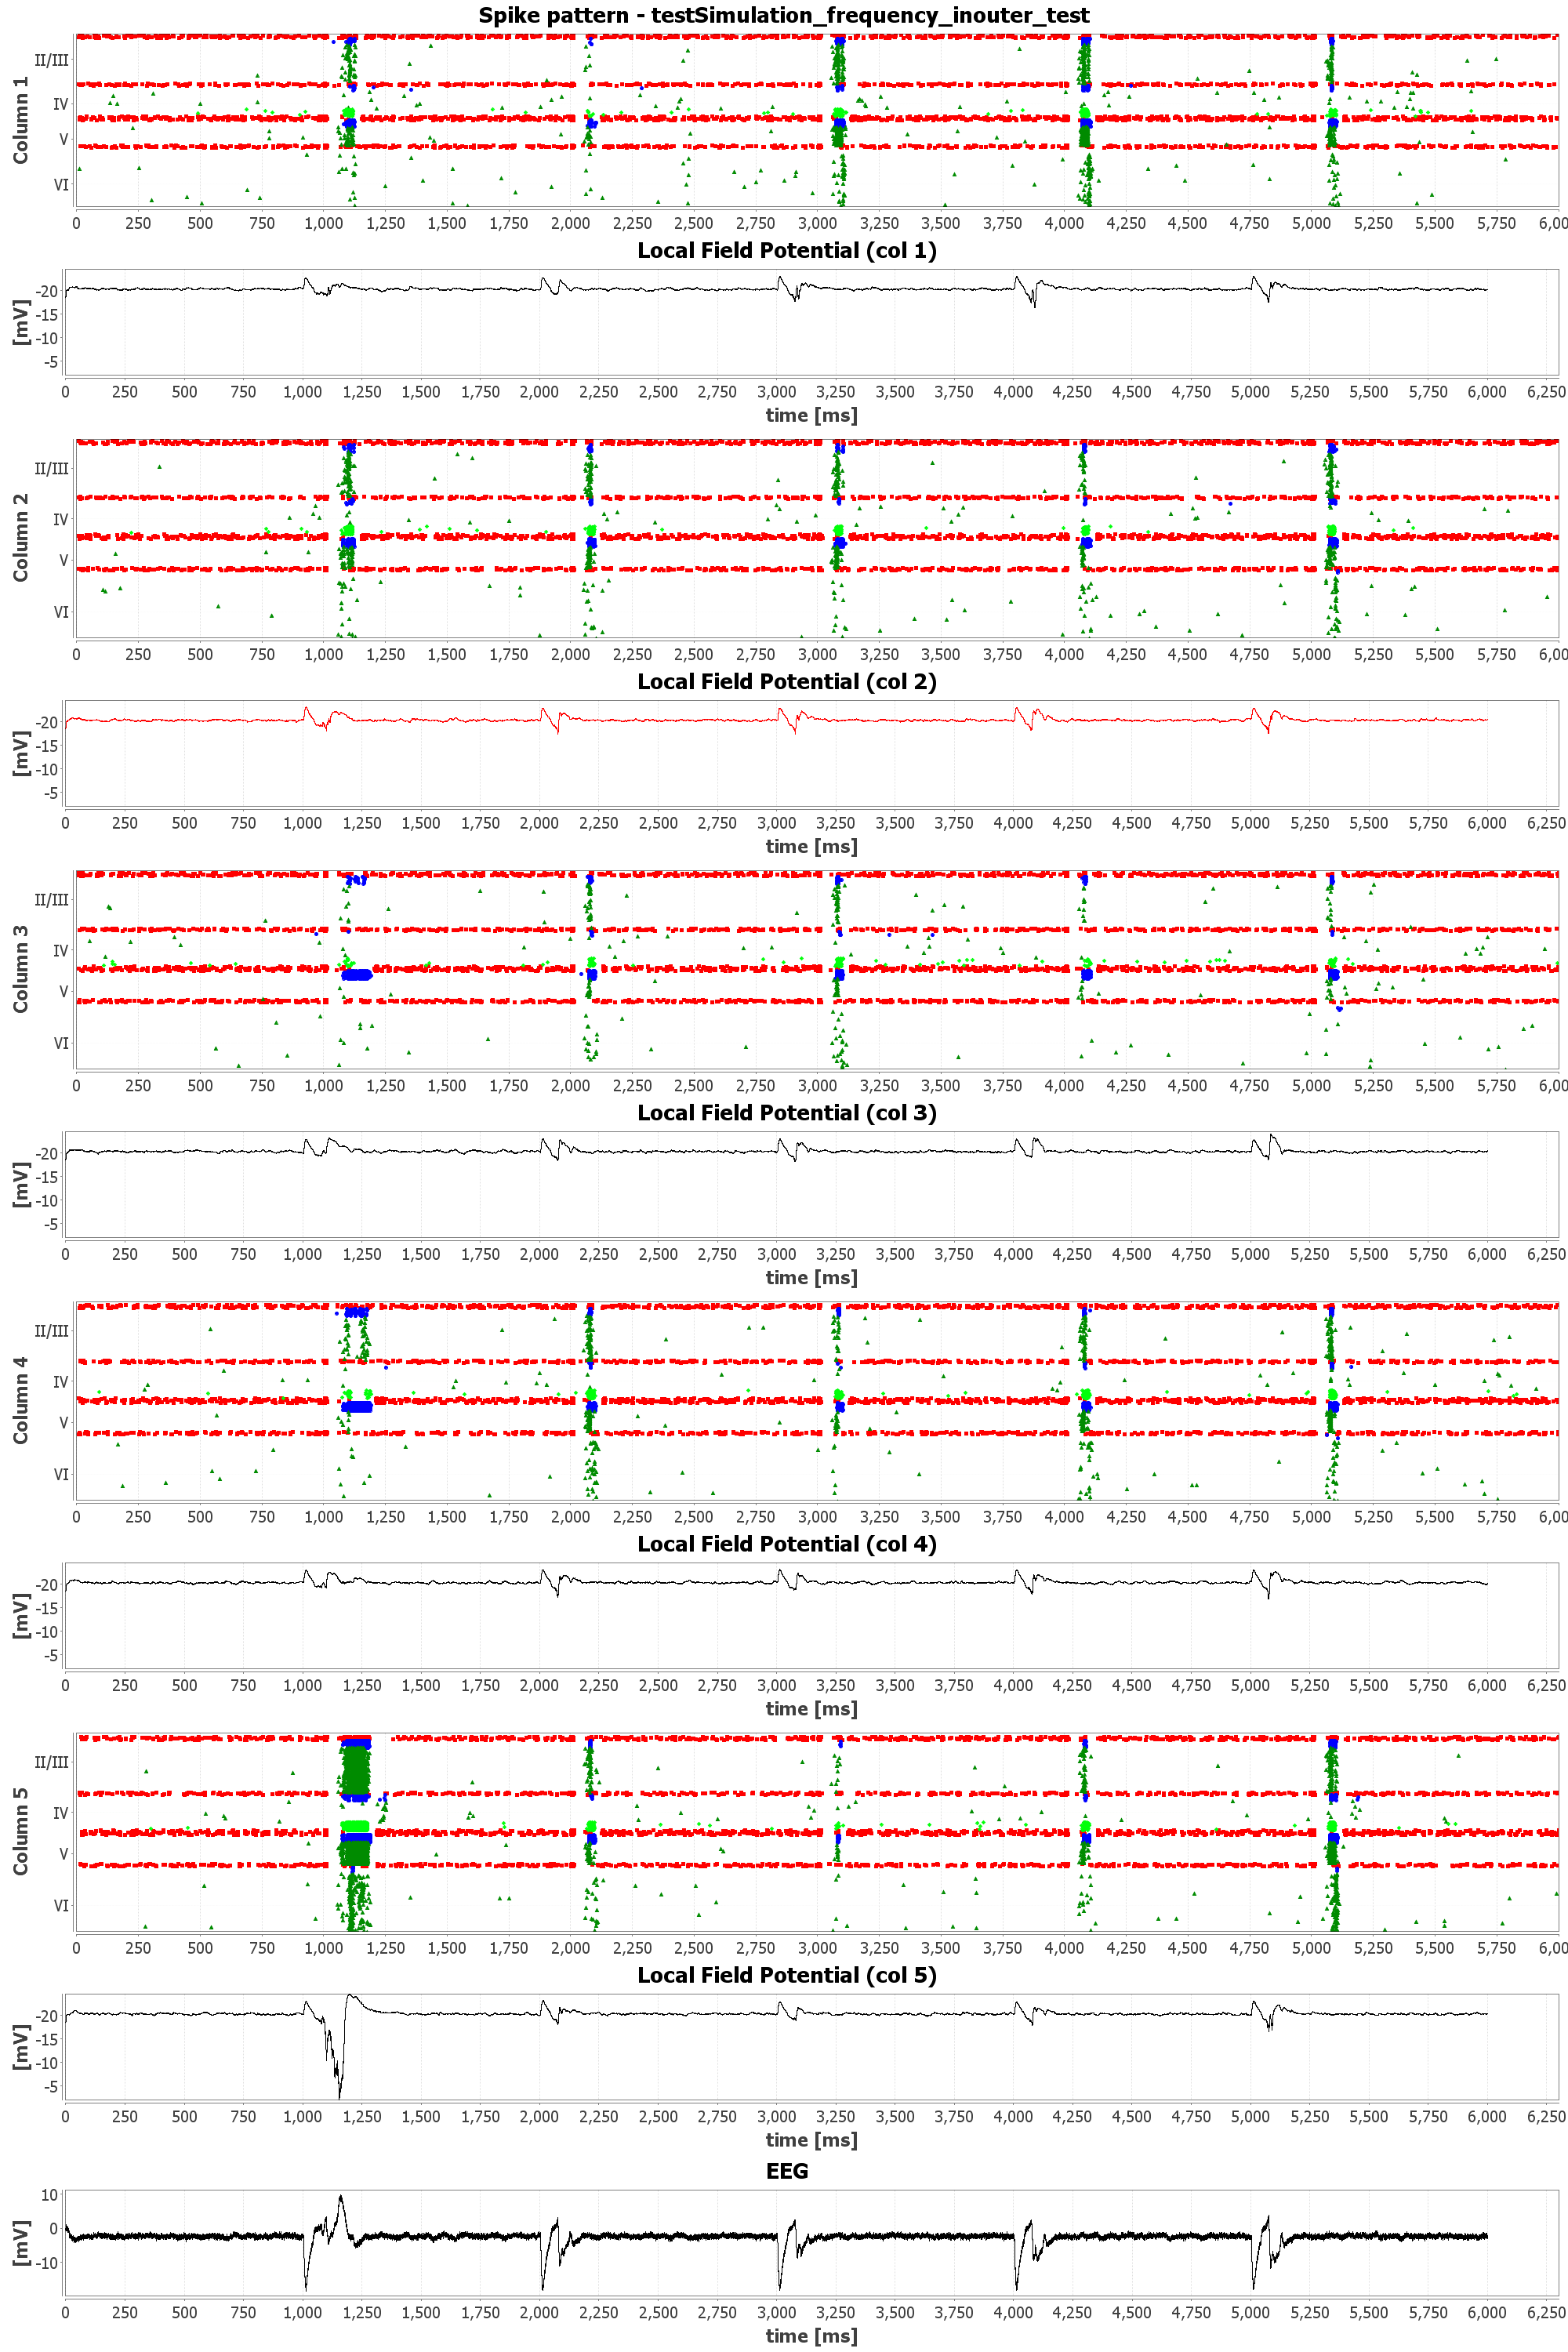 Spike pattern - testSimulation_frequency_inouter_test
Column 1
II/III
IV
V
VI
0 250 500 750 1,000 1,250 1,500 1,750 2,000 2,250 2,500 2,750 3,000 3,250 3,500 3,750 4,000 4,250 4,500 4,750 5,000 5,250 5,500 5,750 6,00
Local Field Potential (col 1)
[mV]
-20
-15
-10
-5
0 250 500 750 1,000 1,250 1,500 1,750 2,000 2,250 2,500 2,750 3,000 3,250 3,500 3,750 4,000 4,250 4,500 4,750 5,000 5,250 5,500 5,750 6,000 6,250
time [ms]
Column 2
II/III
IV
V
VI
0 250 500 750 1,000 1,250 1,500 1,750 2,000 2,250 2,500 2,750 3,000 3,250 3,500 3,750 4,000 4,250 4,500 4,750 5,000 5,250 5,500 5,750 6,00
Local Field Potential (col 2)
[mV]
-20
-15
-10
-5
0 250 500 750 1,000 1,250 1,500 1,750 2,000 2,250 2,500 2,750 3,000 3,250 3,500 3,750 4,000 4,250 4,500 4,750 5,000 5,250 5,500 5,750 6,000 6,250
time [ms]
Column 3
II/III
IV
V
VI
0 250 500 750 1,000 1,250 1,500 1,750 2,000 2,250 2,500 2,750 3,000 3,250 3,500 3,750 4,000 4,250 4,500 4,750 5,000 5,250 5,500 5,750 6,00
Local Field Potential (col 3)
[mV]
-20
-15
-10
-5
0 250 500 750 1,000 1,250 1,500 1,750 2,000 2,250 2,500 2,750 3,000 3,250 3,500 3,750 4,000 4,250 4,500 4,750 5,000 5,250 5,500 5,750 6,000 6,250
time [ms]
Column 4
II/III
IV
V
VI
0 250 500 750 1,000 1,250 1,500 1,750 2,000 2,250 2,500 2,750 3,000 3,250 3,500 3,750 4,000 4,250 4,500 4,750 5,000 5,250 5,500 5,750 6,00
Local Field Potential (col 4)
[mV]
-20
-15
-10
-5
0 250 500 750 1,000 1,250 1,500 1,750 2,000 2,250 2,500 2,750 3,000 3,250 3,500 3,750 4,000 4,250 4,500 4,750 5,000 5,250 5,500 5,750 6,000 6,250
time [ms]
Column 5
II/III
IV
V
VI
0 250 500 750 1,000 1,250 1,500 1,750 2,000 2,250 2,500 2,750 3,000 3,250 3,500 3,750 4,000 4,250 4,500 4,750 5,000 5,250 5,500 5,750 6,00
Local Field Potential (col 5)
[mV]
-20
-15
-10
-5
0 250 500 750 1,000 1,250 1,500 1,750 2,000 2,250 2,500 2,750 3,000 3,250 3,500 3,750 4,000 4,250 4,500 4,750 5,000 5,250 5,500 5,750 6,000 6,250
time [ms]
EEG
[mV]
10
0
-10
0 250 500 750 1,000 1,250 1,500 1,750 2,000 2,250 2,500 2,750 3,000 3,250 3,500 3,750 4,000 4,250 4,500 4,750 5,000 5,250 5,500 5,750 6,000 6,250
time [ms]